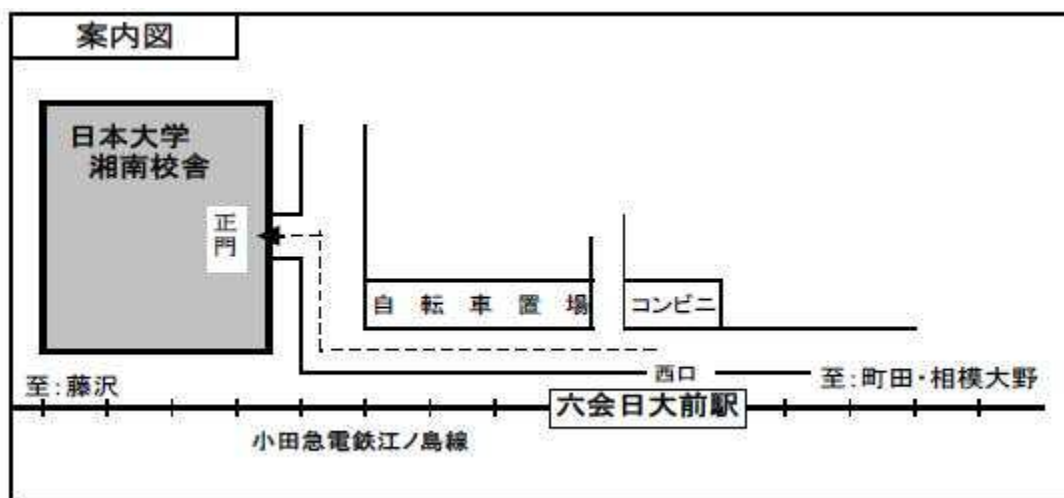 案内図
日本大学
湘南校舎
正門
自転車置場
コンビニ
西口
至:藤沢
至:町田・相模大野
六会日大前駅
小田急電鉄江ノ島線